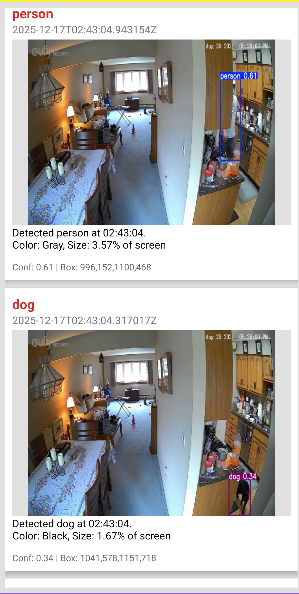 person
2025-12-17T02:43:04.943154Z
person 0.61
Detected person at 02:43:04.
Color: Gray, Size: 3.57% of screen
Conf: 0.61 | Box: 996,152,1100,468
dog
2025-12-17T02:43:04.317017Z
dog 0.34
Detected dog at 02:43:04.
Color: Black, Size: 1.67% of screen
Conf: 0.34 | Box: 1041,578,1151,718